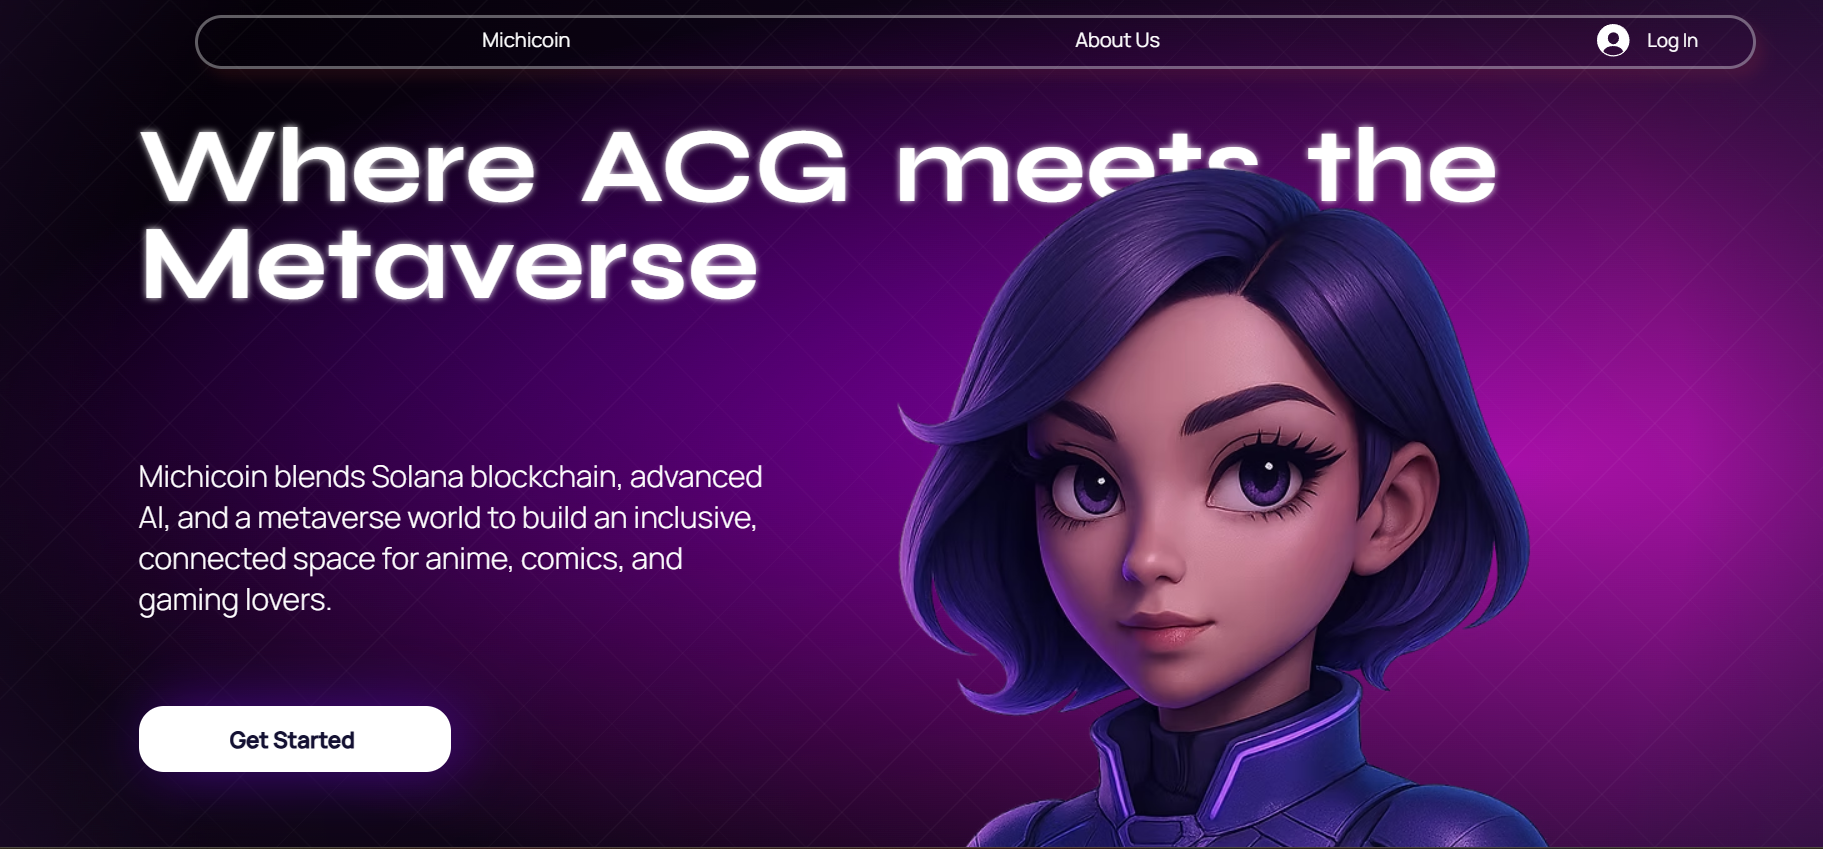 Michicoin
About Us
Log In
Where ACG meets the
Metaverse
Michicoin blends Solana blockchain, advanced
AI, and a metaverse world to build an inclusive,
connected space for anime, comics, and
gaming lovers.
Get Started